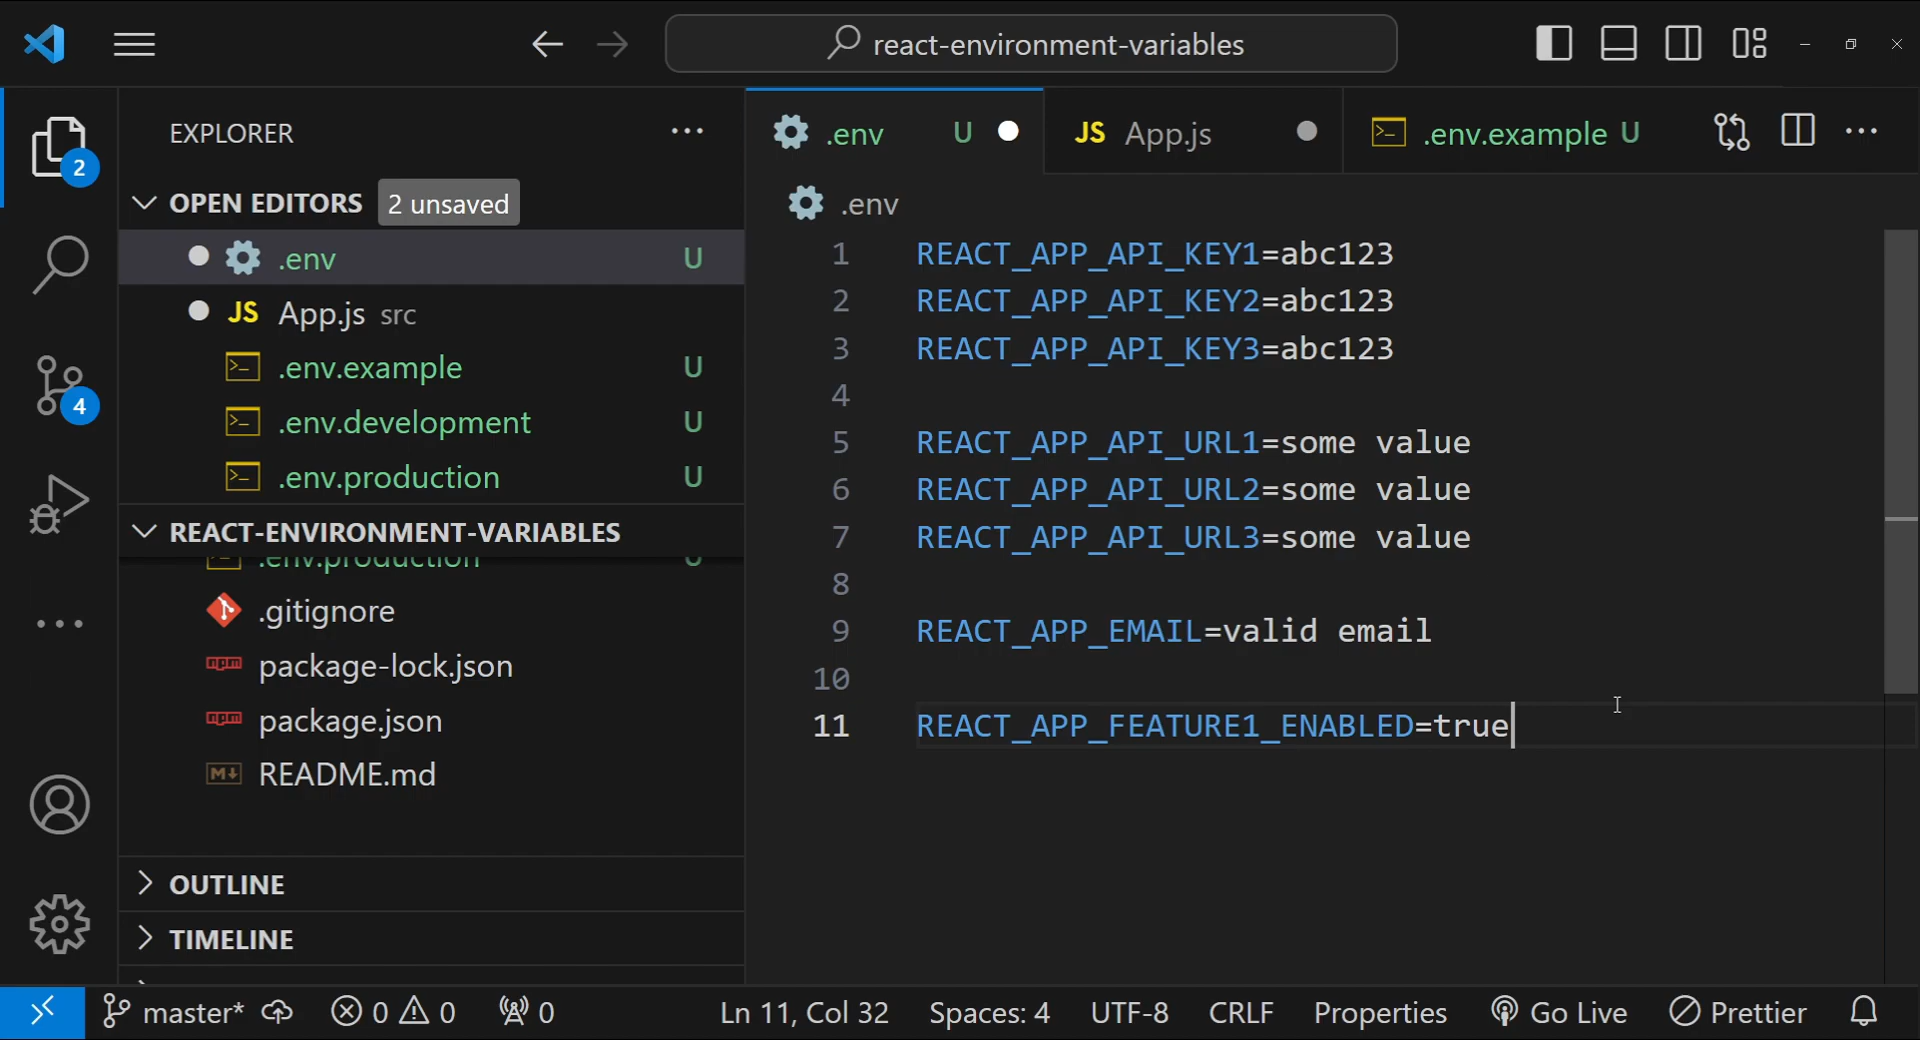 react-environment-variables
EXPLORER
OPEN EDITORS 2 unsaved
.env U
JS App.js src
.env.example U
.env.development U
.env.production U
REACT-ENVIRONMENT-VARIABLES
.env.production U
.gitignore
package-lock.json
package.json
README.md
OUTLINE
TIMELINE
2
4
.env U
JS App.js
.env.example U
.env
1 REACT_APP_API_KEY1=abc123
2 REACT_APP_API_KEY2=abc123
3 REACT_APP_API_KEY3=abc123
4
5 REACT_APP_API_URL1=some value
6 REACT_APP_API_URL2=some value
7 REACT_APP_API_URL3=some value
8
9 REACT_APP_EMAIL=valid email
10
11 REACT_APP_FEATURE1_ENABLED=true
master* 0 0 0 Ln 11, Col 32 Spaces: 4 UTF-8 CRLF Properties Go Live Prettier